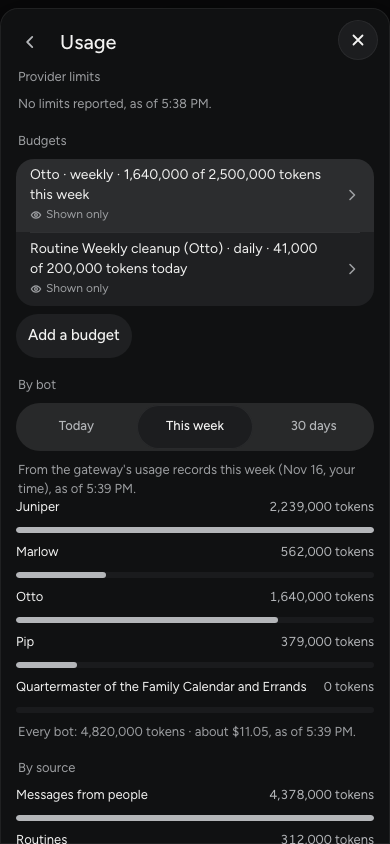 Usage
Provider limits
No limits reported, as of 5:38 PM.
Budgets
Otto · weekly · 1,640,000 of 2,500,000 tokens
this week
Shown only
Routine Weekly cleanup (Otto) · daily · 41,000
of 200,000 tokens today
Shown only
Add a budget
By bot
Today This week 30 days
From the gateway's usage records this week (Nov 16, your
time), as of 5:39 PM.
Juniper 2,239,000 tokens
Marlow 562,000 tokens
Otto 1,640,000 tokens
Pip 379,000 tokens
Quartermaster of the Family Calendar and Errands 0 tokens
Every bot: 4,820,000 tokens · about $11.05, as of 5:39 PM.
By source
Messages from people 4,378,000 tokens
Routines 312,000 tokens